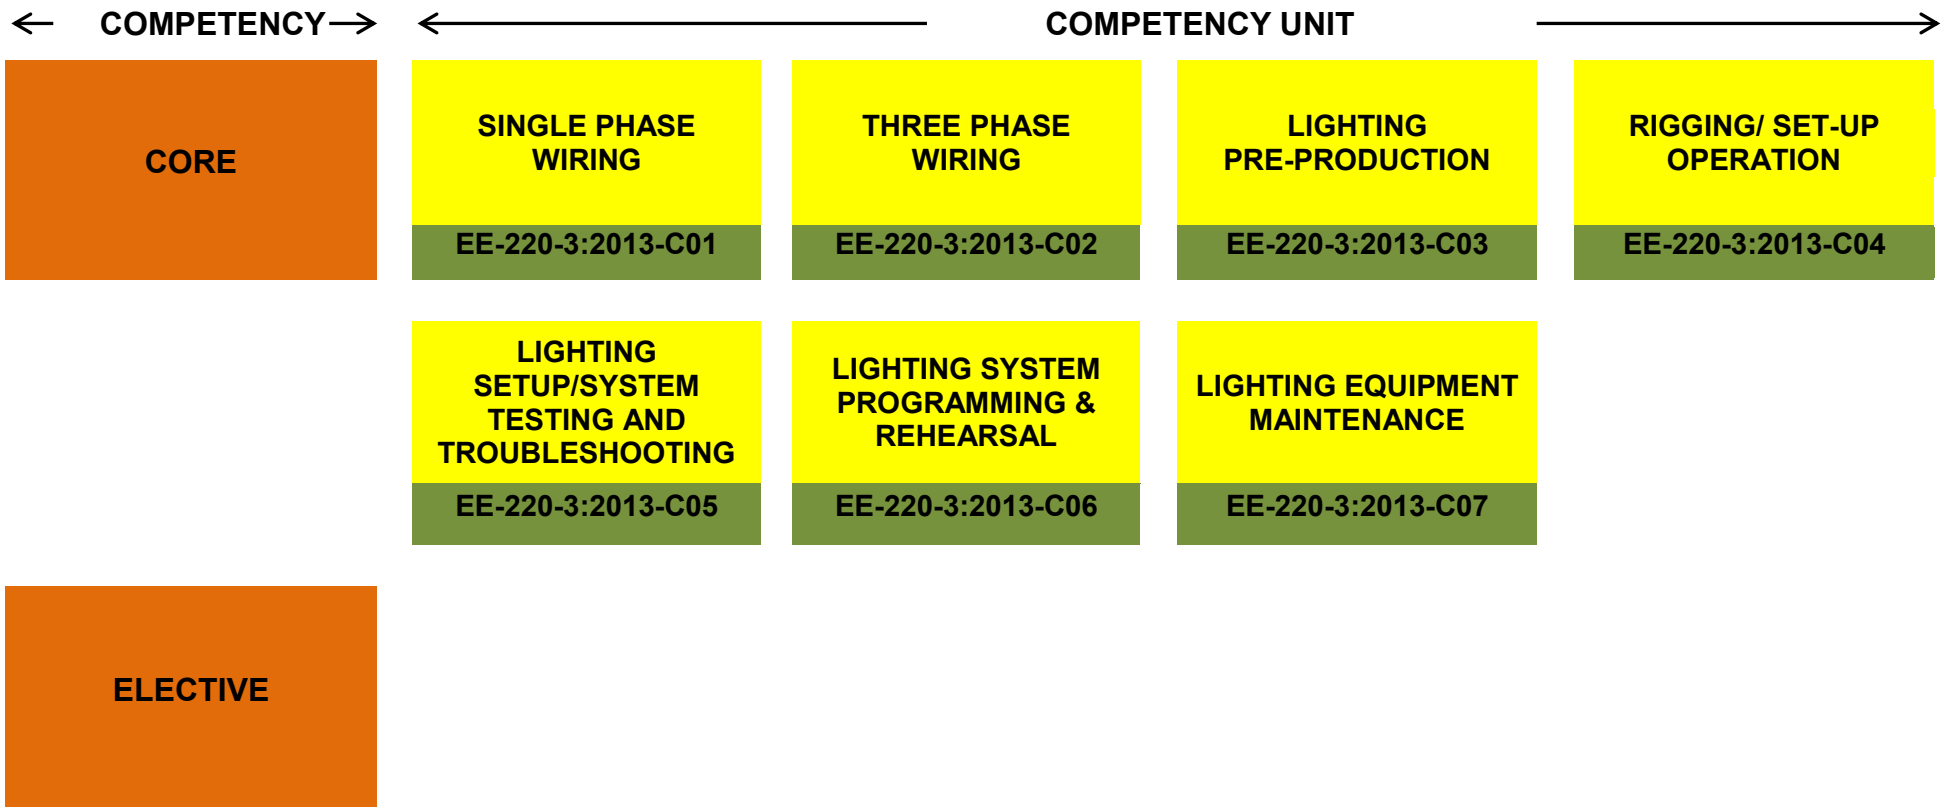 COMPETENCY
COMPETENCY UNIT
CORE
SINGLE PHASE
WIRING
EE-220-3:2013-C01
THREE PHASE
WIRING
EE-220-3:2013-C02
LIGHTING
PRE-PRODUCTION
EE-220-3:2013-C03
RIGGING/ SET-UP
OPERATION
EE-220-3:2013-C04
LIGHTING
SETUP/SYSTEM
TESTING AND
TROUBLESHOOTING
EE-220-3:2013-C05
LIGHTING SYSTEM
PROGRAMMING &
REHEARSAL
EE-220-3:2013-C06
LIGHTING EQUIPMENT
MAINTENANCE
EE-220-3:2013-C07
ELECTIVE